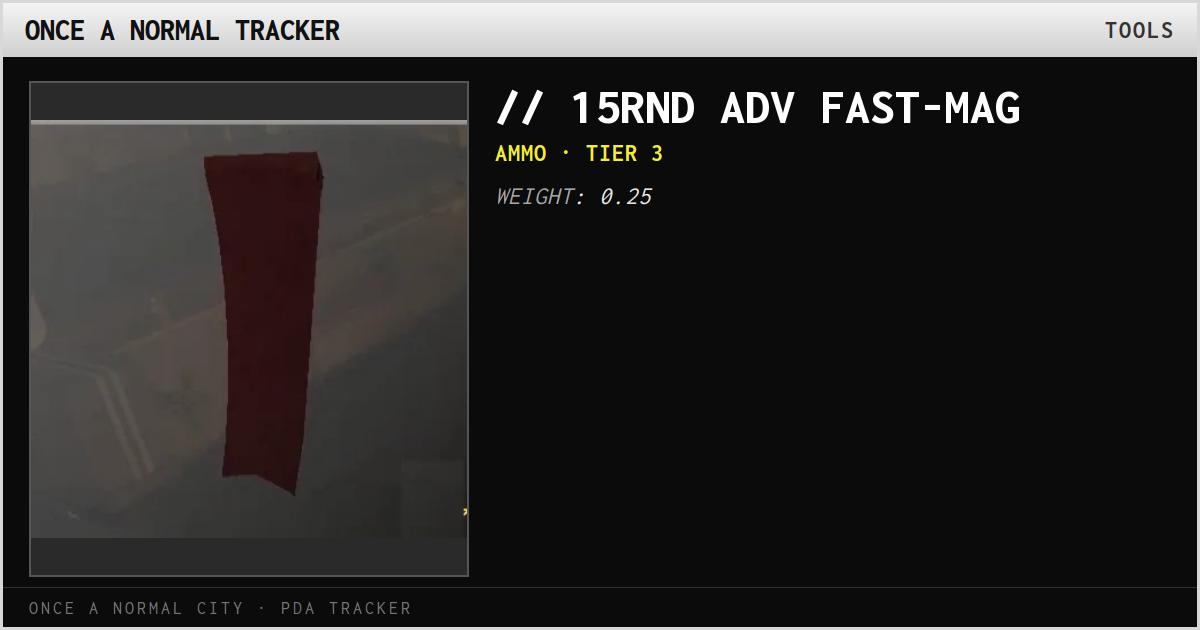 ONCE A NORMAL TRACKER
TOOLS
// 15RND ADV FAST-MAG
AMMO · TIER 3
WEIGHT: 0.25
ONCE A NORMAL CITY · PDA TRACKER